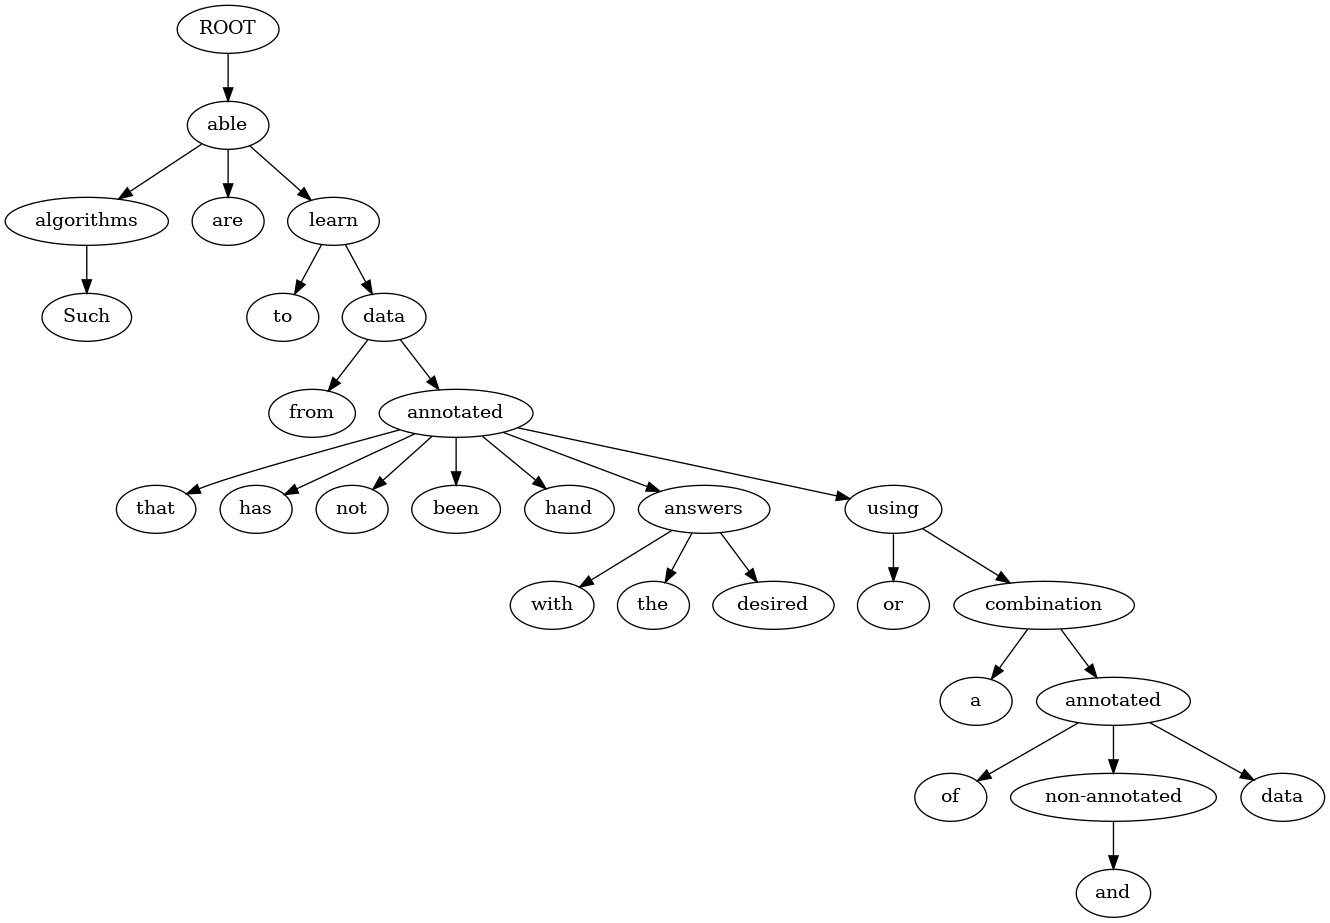 ROOT
able
algorithms are learn
Such to data
from annotated
that has not been hand answers using
with the desired or combination
a annotated
of non-annotated data
and